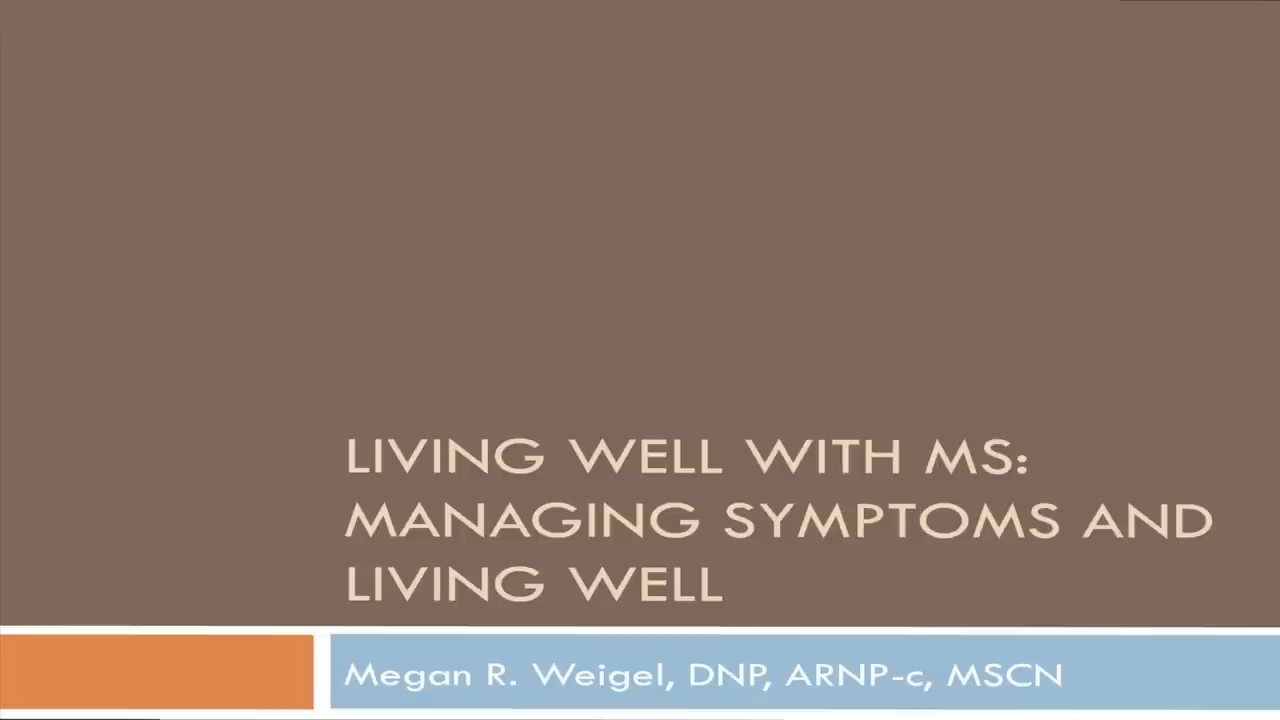 LIVING WELL WITH MS:
MANAGING SYMPTOMS AND
LIVING WELL
Megan R. Weigel, DNP, ARNP-c, MSCN